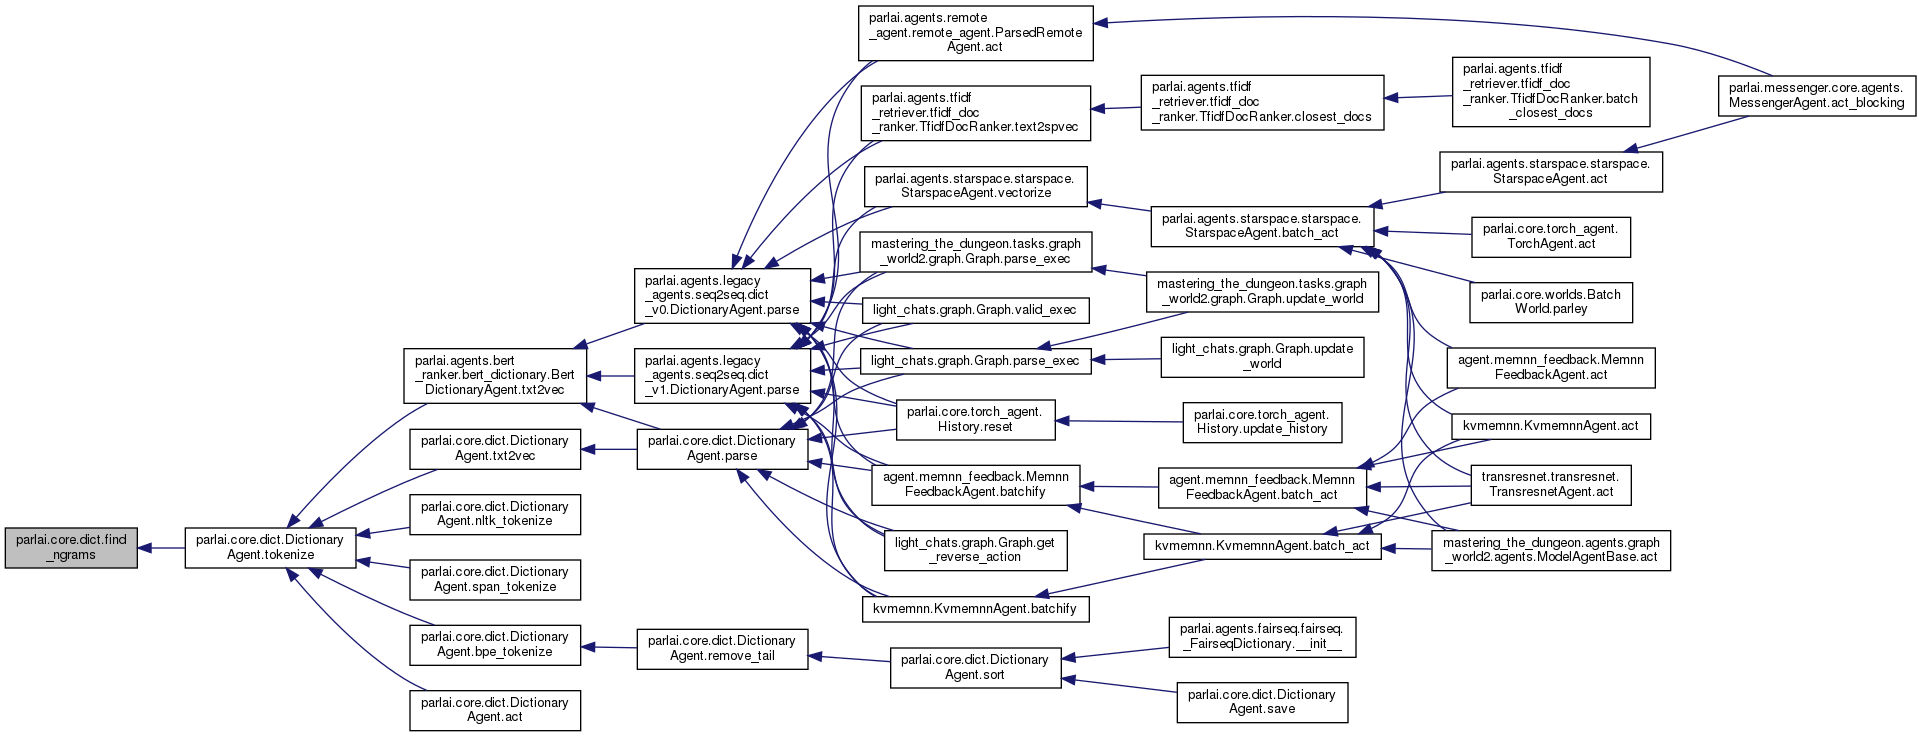 parlai.core.dict.find
_ngrams
parlai.core.dict.Dictionary
Agent.tokenize
parlai.agents.bert
_ranker.bert_dictionary.Bert
DictionaryAgent.txt2vec
parlai.core.dict.Dictionary
Agent.txt2vec
parlai.core.dict.Dictionary
Agent.nltk_tokenize
parlai.core.dict.Dictionary
Agent.span_tokenize
parlai.core.dict.Dictionary
Agent.bpe_tokenize
parlai.core.dict.Dictionary
Agent.act
parlai.agents.legacy
_agents.seq2seq.dict
_v0.DictionaryAgent.parse
parlai.agents.legacy
_agents.seq2seq.dict
_v1.DictionaryAgent.parse
parlai.core.dict.Dictionary
Agent.parse
parlai.core.dict.Dictionary
Agent.remove_tail
parlai.agents.remote
_agent.remote_agent.ParsedRemote
Agent.act
parlai.agents.tfidf
_retriever.tfidf_doc
_ranker.TfidfDocRanker.text2spvec
parlai.agents.starspace.starspace.
StarspaceAgent.vectorize
mastering_the_dungeon.tasks.graph
_world2.graph.Graph.parse_exec
light_chats.graph.Graph.valid_exec
light_chats.graph.Graph.parse_exec
parlai.core.torch_agent.
History.reset
agent.memnn_feedback.Memnn
FeedbackAgent.batchify
light_chats.graph.Graph.get
_reverse_action
kvmemnn.KvmemnnAgent.batchify
parlai.core.dict.Dictionary
Agent.sort
parlai.agents.tfidf
_retriever.tfidf_doc
_ranker.TfidfDocRanker.closest_docs
parlai.agents.starspace.starspace.
StarspaceAgent.batch_act
mastering_the_dungeon.tasks.graph
_world2.graph.Graph.update_world
light_chats.graph.Graph.update
_world
parlai.core.torch_agent.
History.update_history
agent.memnn_feedback.Memnn
FeedbackAgent.batch_act
kvmemnn.KvmemnnAgent.batch_act
parlai.agents.fairseq.fairseq.
_FairseqDictionary.__init__
parlai.core.dict.Dictionary
Agent.save
parlai.agents.tfidf
_retriever.tfidf_doc
_ranker.TfidfDocRanker.batch
_closest_docs
parlai.agents.starspace.starspace.
StarspaceAgent.act
parlai.core.torch_agent.
TorchAgent.act
parlai.core.worlds.Batch
World.parley
agent.memnn_feedback.Memnn
FeedbackAgent.act
kvmemnn.KvmemnnAgent.act
transresnet.transresnet.
TransresnetAgent.act
mastering_the_dungeon.agents.graph
_world2.agents.ModelAgentBase.act
parlai.messenger.core.agents.
MessengerAgent.act_blocking